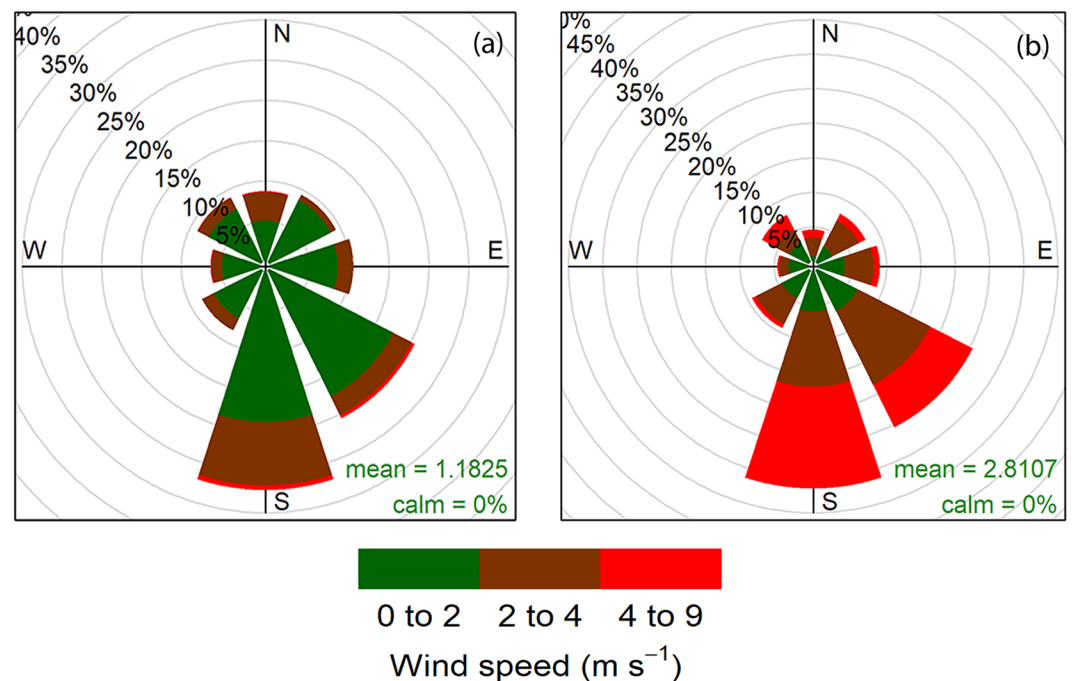 (a)
N
40%
35%
30%
25%
20%
15%
10%
5%
W
E
S
mean = 1.1825
calm = 0%
(b)
N
45%
40%
35%
30%
25%
20%
15%
10%
5%
W
E
S
mean = 2.8107
calm = 0%
0 to 2 2 to 4 4 to 9
Wind speed (m s⁻¹)